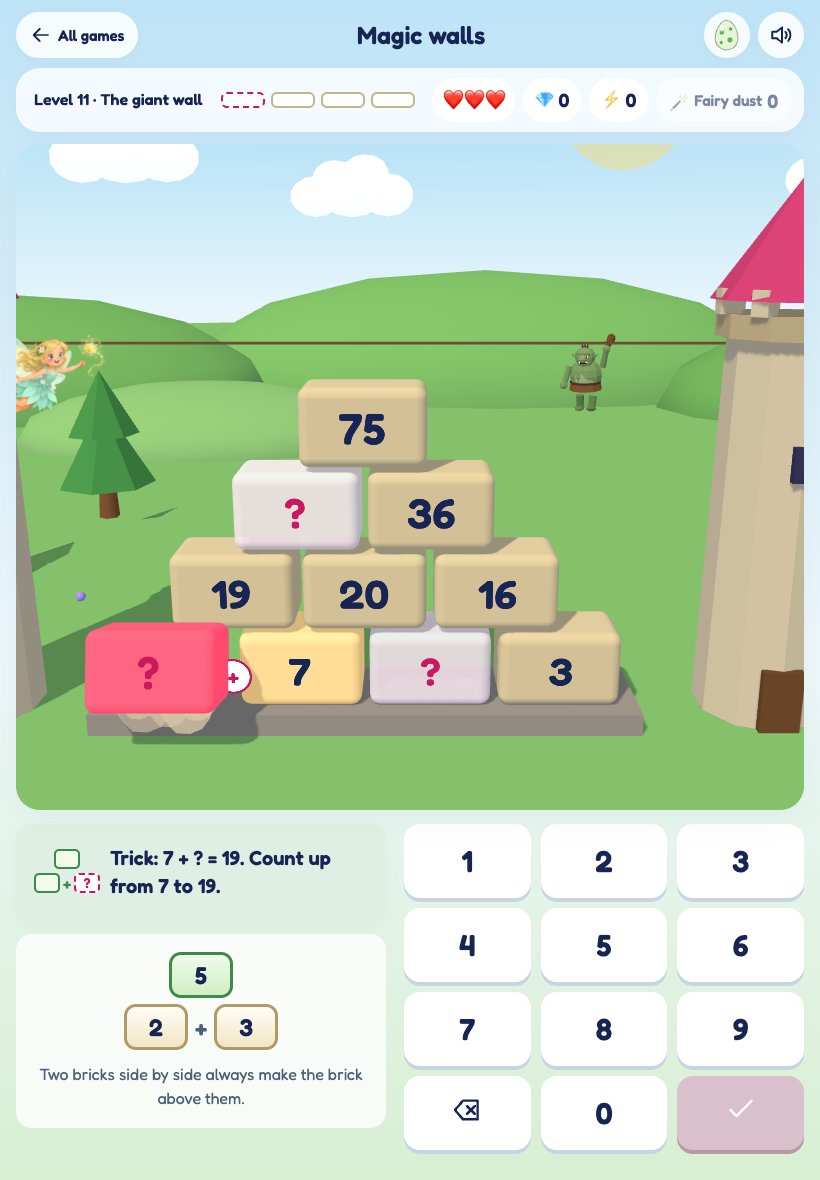 All games
Magic walls
Level 11 · The giant wall
0
0
Fairy dust 0
75
? 36
19 20 16
? + 7 ? 3
+ ?
Trick: 7 + ? = 19. Count up
from 7 to 19.
5
2 + 3
Two bricks side by side always make the brick
above them.
1 2 3
4 5 6
7 8 9
0